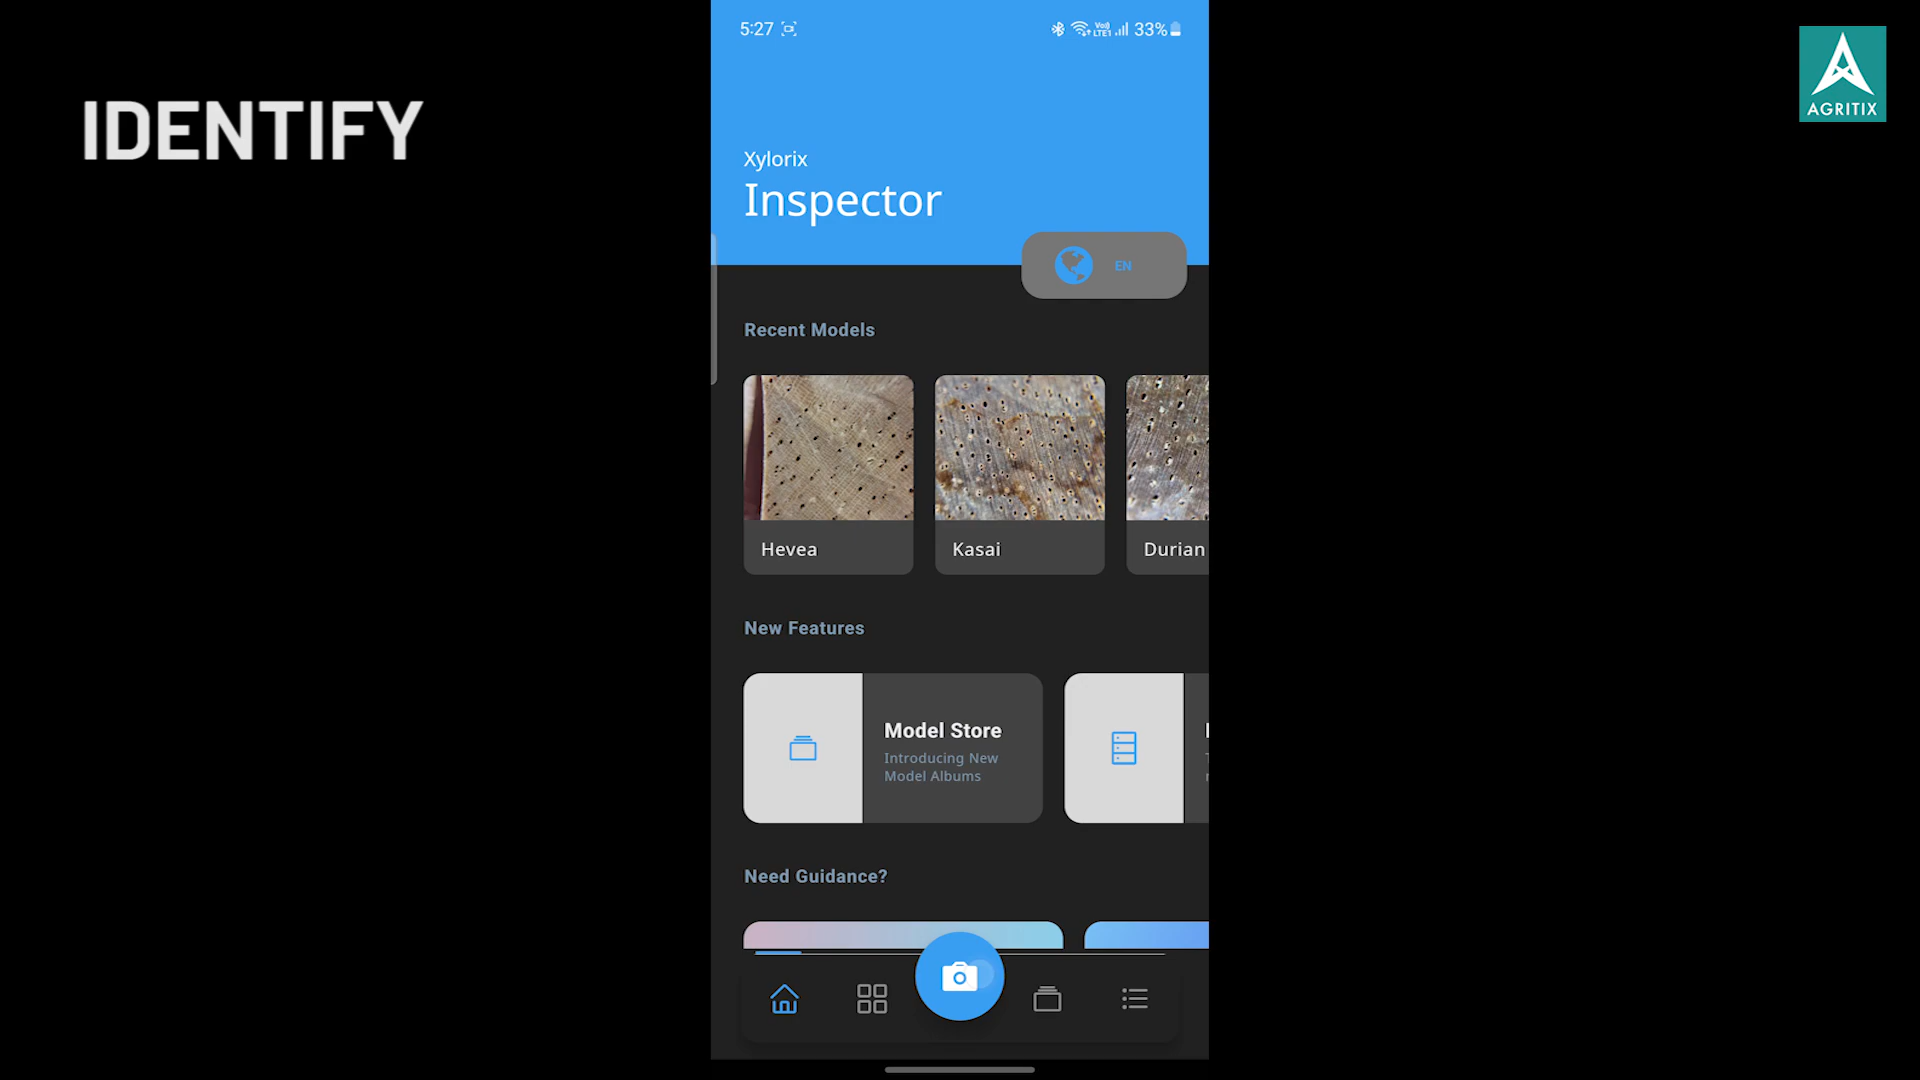 IDENTIFY
AGRITIX
5:27
33%
Xylorix
Inspector
EN
Recent Models
Hevea
Kasai
Durian
New Features
Model Store
Introducing New
Model Albums
Need Guidance?